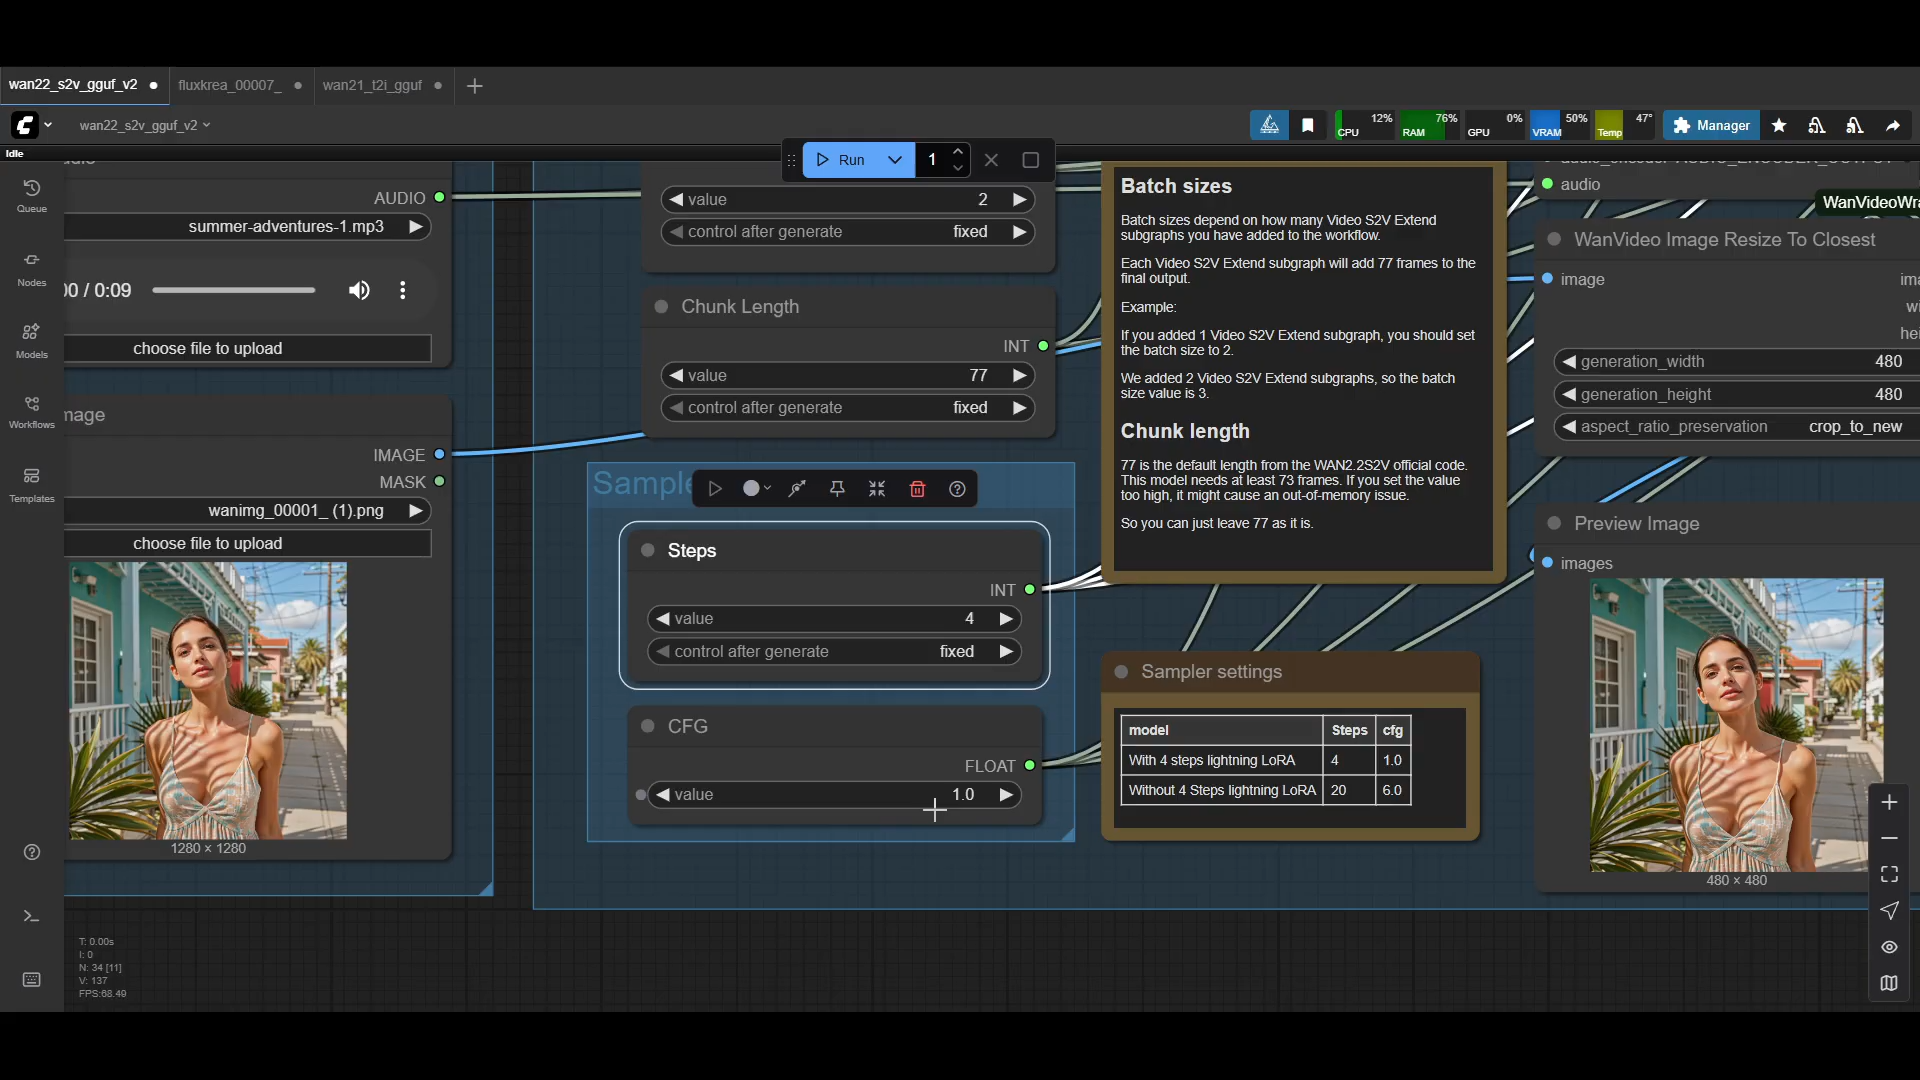 wan22_s2v_gguf_v2
fluxkrea_00007_
wan21_t2i_gguf
wan22_s2v_gguf_v2
CPU 12%
RAM 76%
GPU 0%
VRAM 50%
Temp 47°
Manager
Idle
Run
1
Queue
Nodes
Models
Workflows
Templates
AUDIO
summer-adventures-1.mp3
/ 0:09
choose file to upload
IMAGE
MASK
wanimg_00001_ (1).png
choose file to upload
1280 × 1280
value 2
control after generate fixed
Chunk Length
INT
value 77
control after generate fixed
Steps
INT
value 4
control after generate fixed
CFG
FLOAT
value 1.0
Batch sizes
Batch sizes depend on how many Video S2V Extend
subgraphs you have added to the workflow.
Each Video S2V Extend subgraph will add 77 frames to the
final output.
Example:
If you added 1 Video S2V Extend subgraph, you should set
the batch size to 2.
We added 2 Video S2V Extend subgraphs, so the batch
size value is 3.
Chunk length
77 is the default length from the WAN2.2S2V official code.
This model needs at least 73 frames. If you set the value
too high, it might cause an out-of-memory issue.
So you can just leave 77 as it is.
Sampler settings
model Steps cfg
With 4 steps lightning LoRA 4 1.0
Without 4 Steps lightning LoRA 20 6.0
audio
WanVideoWra
WanVideo Image Resize To Closest
image
generation_width 480
generation_height 480
aspect_ratio_preservation crop_to_new
Preview Image
images
480 × 480
T: 0.00s
I: 0
N: 34 [11]
V: 137
FPS:68.49